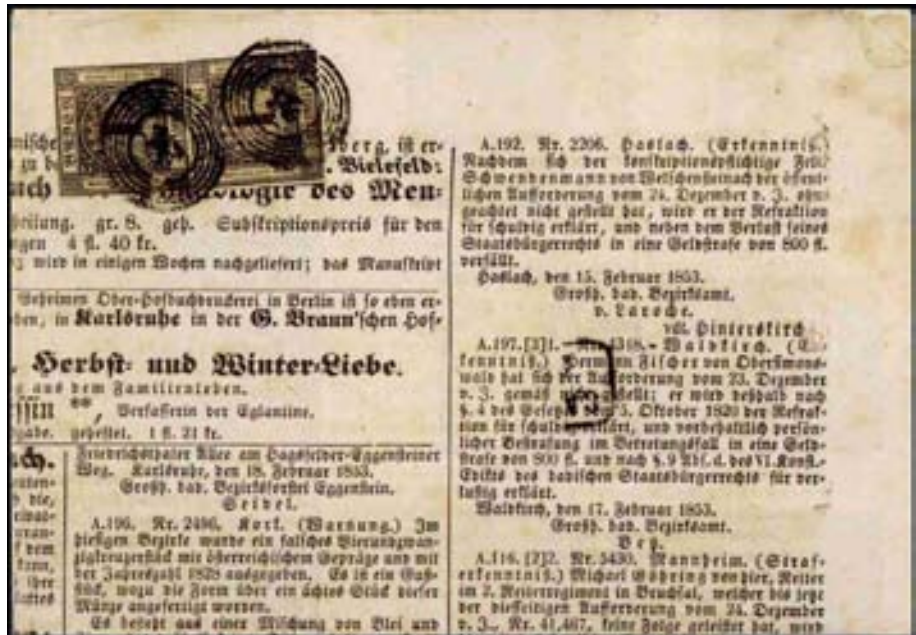 berg, ist er-
Bielefeld:
des Men-
theilung. gr. 8. geh. Subskriptionspreis für den
4 fl. 40 kr.
wird in einigen Wochen nachgeliefert; das Manuskript
Geheimen Ober-Hofbuchdruckerei in Berlin ist so eben er-
in Karlsruhe in der G. Braun'schen Hof-
Herbst- und Winter-Liebe.
aus dem Familienleben.
**, Verfasserin der Eglantine.
geheftet. 1 fl. 21 kr.
Friedrichsthaler Allee am Hagsfelder-Eggensteiner
Weg. Karlsruhe, den 18. Februar 1853.
Großh. bad. Bezirksforstei Eggenstein.
Seidel.
A.196. Nr. 2496. Kork. (Warnung.) Im
hiesigen Bezirke wurde ein falsches Vierundzwan-
zigkreuzerstück mit österreichischem Gepräge und mit
der Jahreszahl 1828 ausgegeben. Es ist ein Guß-
stück, wozu die Form über ein ächtes Stück dieser
Münze angefertigt worden.
Es besteht aus einer Mischung von Blei und
A.192. Nr. 2206. Haslach. (Erkenntniß.)
Nachdem sich der konskriptionspflichtige Felix
Schwendenmann von Welschensteinach der öffent-
lichen Aufforderung vom 24. Dezember v. J. ohn-
geachtet nicht gestellt hat, wird er der Refraktion
für schuldig erklärt, und neben dem Verlust seines
Staatsbürgerrechts in eine Geldstrafe von 800 fl.
verfällt.
Haslach, den 15. Februar 1853.
Großh. bad. Bezirksamt.
v. Laroche.
vdt. Hinterskirch
A.197. [3]1. Nr. 4348. Waldkirch. (Er-
kenntniß.) Hermann Fischer von Obersimons-
wald hat sich der Aufforderung vom 23. Dezember
v. J. gemäß nicht gestellt; er wird deßhalb nach
§. 4 des Gesetzes vom 5. Oktober 1820 der Refrak-
tion für schuldig erklärt, und vorbehaltlich persön-
licher Bestrafung im Betretungsfall in eine Geld-
strafe von 800 fl. und nach §. 9 Abs. d. des VI. Konst.-
Edikts des badischen Staatsbürgerrechts für ver-
lustig erklärt.
Waldkirch, den 17. Februar 1853.
Großh. bad. Bezirksamt.
A.116. [2]2. Nr. 5430. Mannheim. (Straf-
erkenntniß.) Michael Göhring von hier, Reiter
im 2. Reiterregiment in Bruchsal, welcher bis jetzt
der diesseitigen Aufforderung vom 24. Dezember
v. J., Nr. 41,467, keine Folge geleistet hat, wird